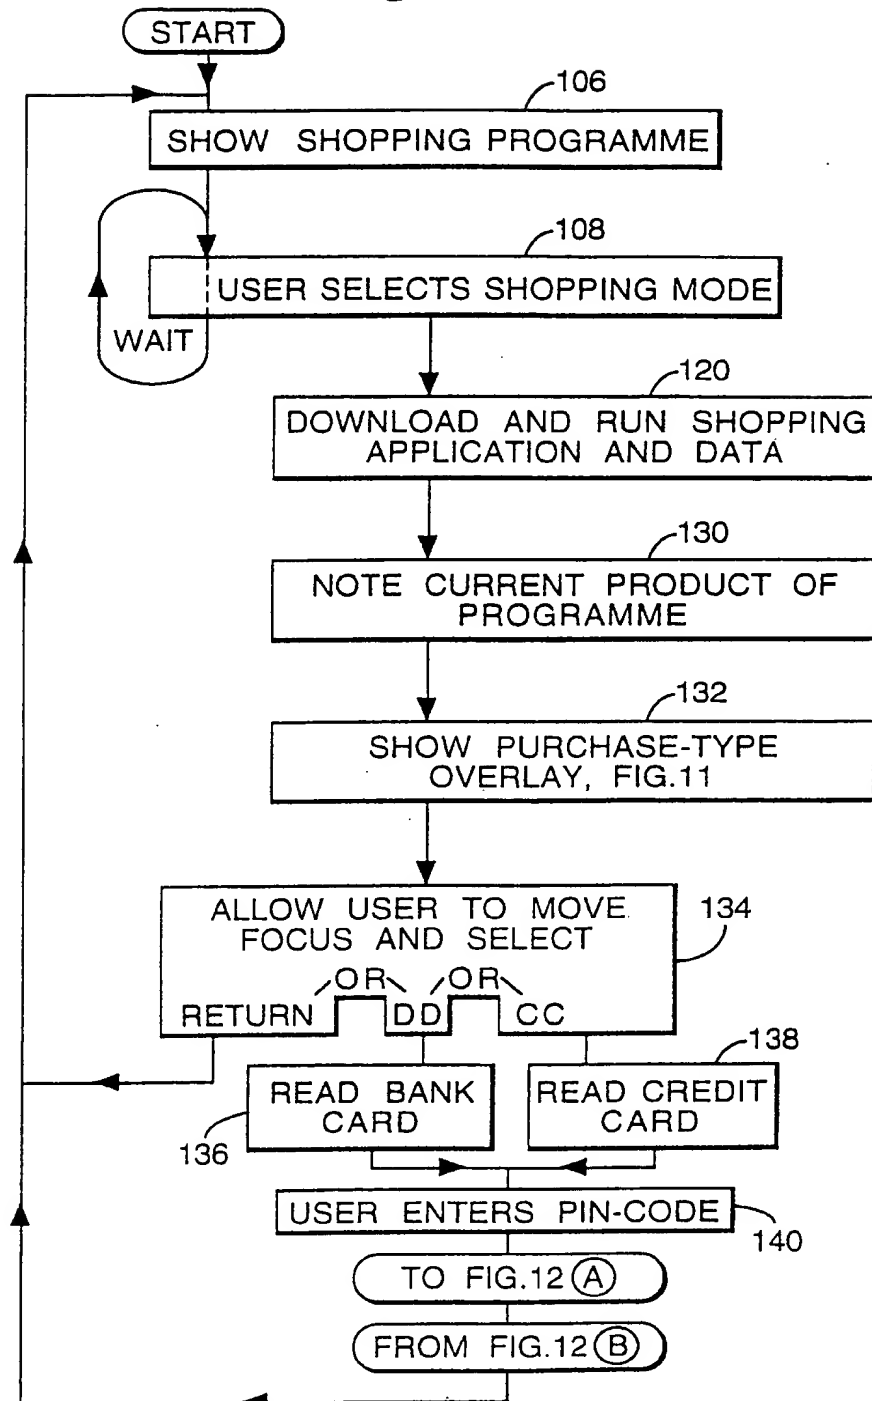 START
106
SHOW SHOPPING PROGRAMME
108
USER SELECTS SHOPPING MODE
WAIT
120
DOWNLOAD AND RUN SHOPPING
APPLICATION AND DATA
130
NOTE CURRENT PRODUCT OF
PROGRAMME
132
SHOW PURCHASE-TYPE
OVERLAY, FIG.11
ALLOW USER TO MOVE
FOCUS AND SELECT
134
OR OR
RETURN DD CC
138
READ BANK
CARD
136
READ CREDIT
CARD
USER ENTERS PIN-CODE
140
TO FIG.12 A
FROM FIG.12 B